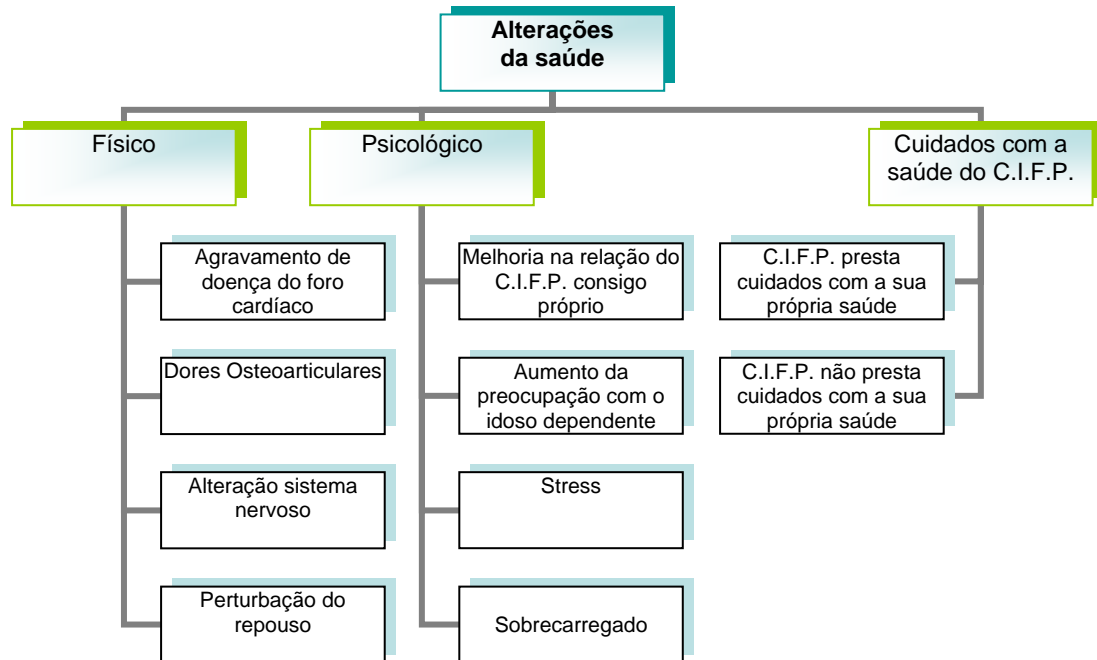 Alterações
da saúde
Físico
Psicológico
Cuidados com a
saúde do C.I.F.P.
Agravamento de
doença do foro
cardíaco
Dores Osteoarticulares
Alteração sistema
nervoso
Perturbação do
repouso
Melhoria na relação do
C.I.F.P. consigo
próprio
Aumento da
preocupação com o
idoso dependente
Stress
Sobrecarregado
C.I.F.P. presta
cuidados com a sua
própria saúde
C.I.F.P. não presta
cuidados com a sua
própria saúde